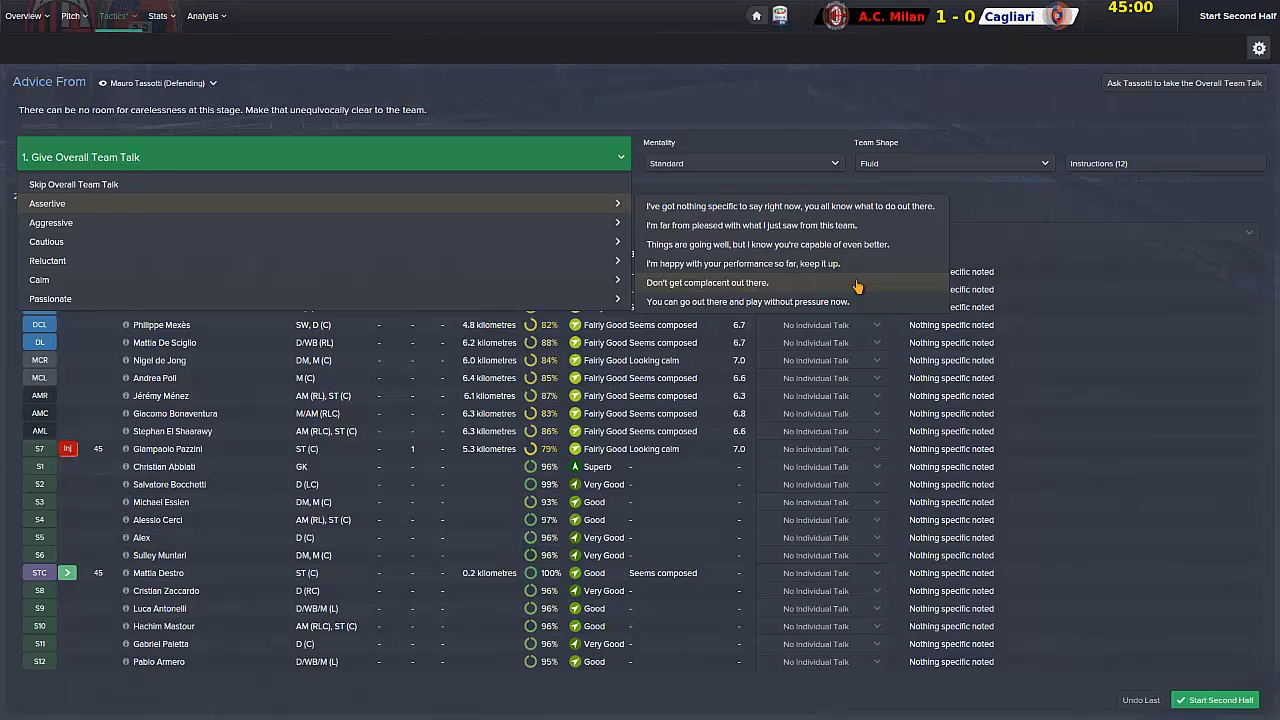 Overview Pitch Tactics Stats A.C. Milan 1 - 0 Cagliari 45:00 Start Second Half
Advice From Mauro Tassotti (Defending) Ask Tassotti to take the Overall Team Talk
There can be no room for carelessness at this stage. Make that unequivocally clear to the team.
Mentality Team Shape
1. Give Overall Team Talk Standard Fluid Instructions (12)
Skip Overall Team Talk
Assertive
Aggressive
Cautious
Reluctant
Calm
Passionate
I've got nothing specific to say right now, you all know what to do out there.
I'm far from pleased with what I just saw from this team.
Things are going well, but I know you're capable of even better.
I'm happy with your performance so far, keep it up.
Don't get complacent out there.
You can go out there and play without pressure now.
ecific noted
ecific noted
ecific noted
DCL Philippe Mexès SW, D (C) - - - 4.8 kilometres 82% Fairly Good Seems composed 6.7 No Individual Talk Nothing specific noted
DL Mattia De Sciglio D/WB (RL) - - - 6.2 kilometres 88% Fairly Good Seems composed 6.7 No Individual Talk Nothing specific noted
MCR Nigel de Jong DM, M (C) - - - 6.0 kilometres 84% Fairly Good Looking calm 7.0 No Individual Talk Nothing specific noted
MCL Andrea Poli M (C) - - - 6.4 kilometres 85% Fairly Good Seems composed 6.6 No Individual Talk Nothing specific noted
AMR Jérémy Ménez AM (RL), ST (C) - - - 6.1 kilometres 87% Fairly Good Seems composed 6.3 No Individual Talk Nothing specific noted
AMC Giacomo Bonaventura M/AM (RLC) - - - 6.3 kilometres 83% Fairly Good Seems composed 6.8 No Individual Talk Nothing specific noted
AML Stephan El Shaarawy AM (RLC), ST (C) - - - 6.3 kilometres 86% Fairly Good Seems composed 6.6 No Individual Talk Nothing specific noted
S7 Inj 45 Giampaolo Pazzini ST (C) - 1 - 5.3 kilometres 79% Fairly Good Looking calm 7.0 No Individual Talk Nothing specific noted
S1 Christian Abbiati GK - - - 96% Superb - - No Individual Talk Nothing specific noted
S2 Salvatore Bocchetti D (LC) - - - 99% Very Good - - No Individual Talk Nothing specific noted
S3 Michael Essien DM, M (C) - - - 93% Good - - No Individual Talk Nothing specific noted
S4 Alessio Cerci AM (RL), ST (C) - - - 97% Good - - No Individual Talk Nothing specific noted
S5 Alex D (C) - - - 96% Very Good - - No Individual Talk Nothing specific noted
S6 Sulley Muntari DM, M (C) - - - 96% Very Good - - No Individual Talk Nothing specific noted
STC 45 Mattia Destro ST (C) - - - 0.2 kilometres 100% Good Seems composed - No Individual Talk Nothing specific noted
S8 Cristian Zaccardo D (RC) - - - 96% Very Good - - No Individual Talk Nothing specific noted
S9 Luca Antonelli D/WB/M (L) - - - 96% Good - - No Individual Talk Nothing specific noted
S10 Hachim Mastour AM (RL), ST (C) - - - 96% Good - - No Individual Talk Nothing specific noted
S11 Gabriel Paletta D (C) - - - 96% Very Good - - No Individual Talk Nothing specific noted
S12 Pablo Armero D/WB/M (L) - - - 95% Good - - No Individual Talk Nothing specific noted
Undo Last Start Second Half